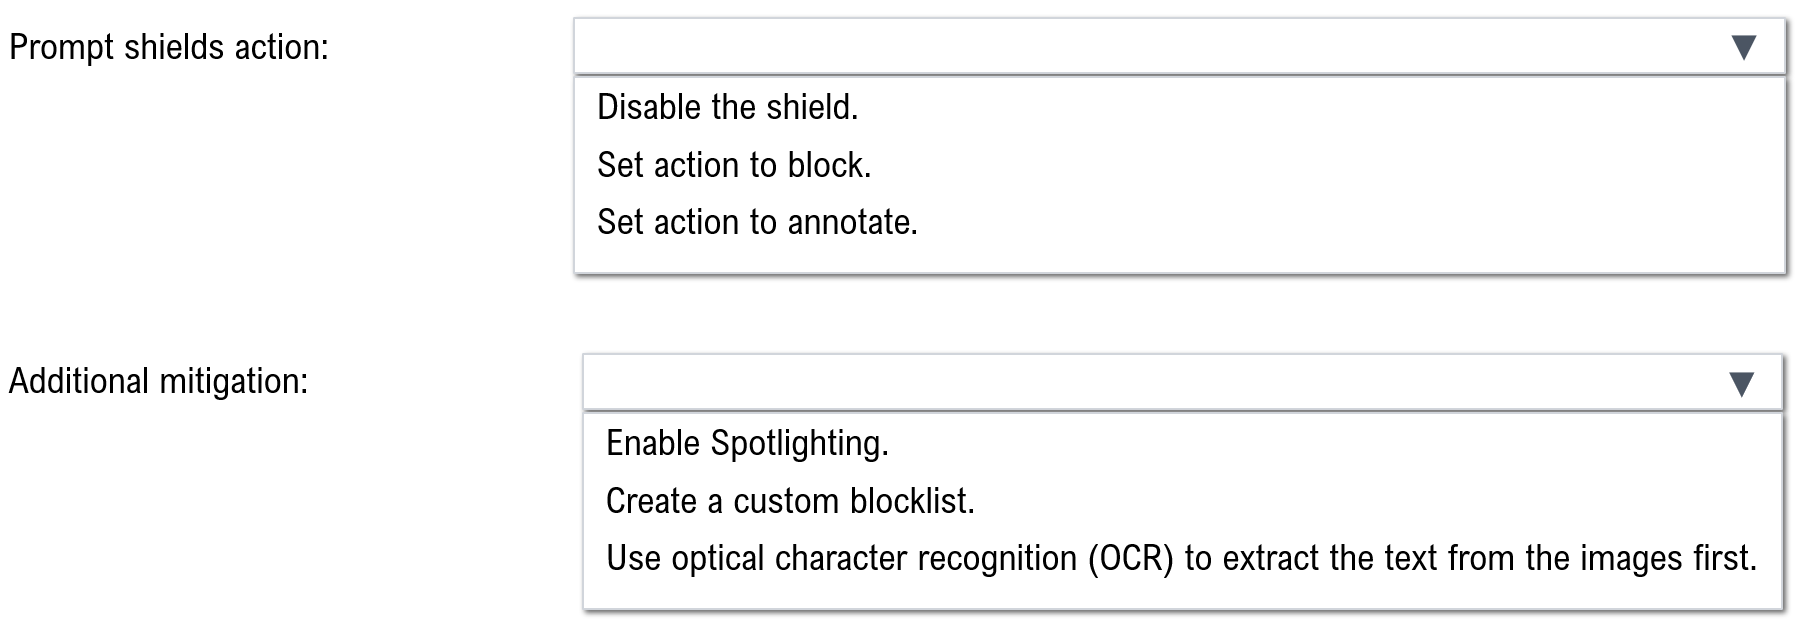 Prompt shields action:
Disable the shield.
Set action to block.
Set action to annotate.
Additional mitigation:
Enable Spotlighting.
Create a custom blocklist.
Use optical character recognition (OCR) to extract the text from the images first.